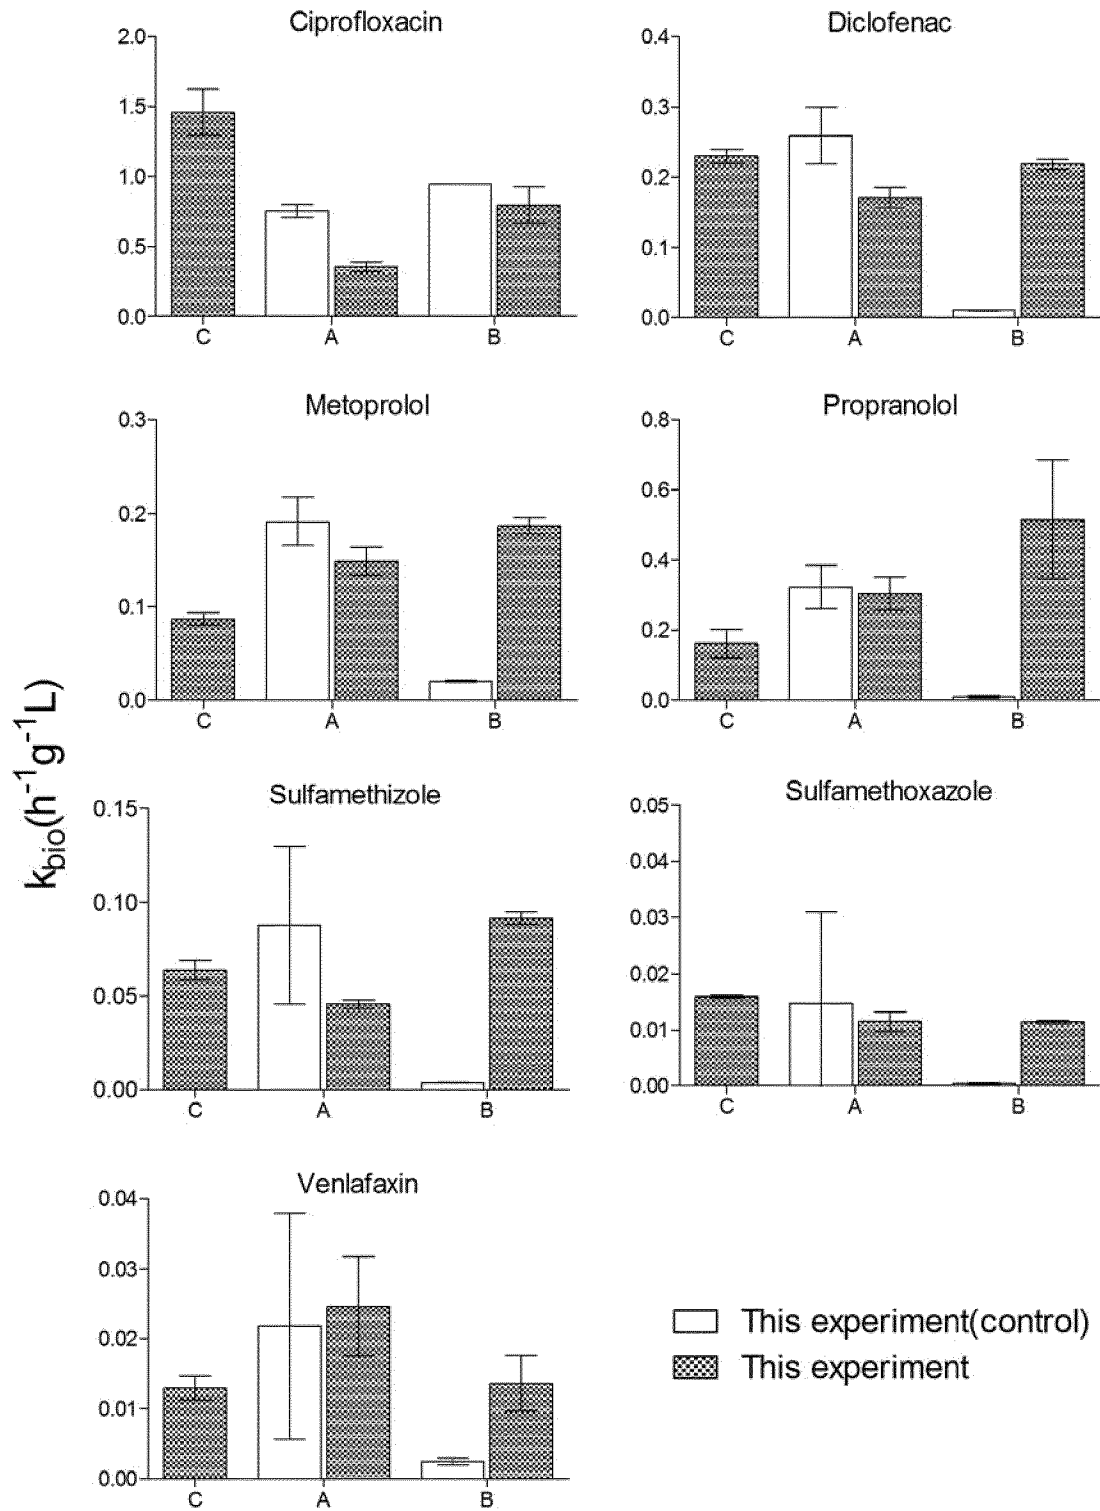 Ciprofloxacin
2.0
1.5
1.0
0.5
0.0
C A B
Diclofenac
0.4
0.3
0.2
0.1
0.0
C A B
Metoprolol
0.3
0.2
0.1
0.0
C A B
Propranolol
0.8
0.6
0.4
0.2
0.0
C A B
kbio(h-1g-1L)
Sulfamethizole
0.15
0.10
0.05
0.00
C A B
Sulfamethoxazole
0.05
0.04
0.03
0.02
0.01
0.00
C A B
Venlafaxin
0.04
0.03
0.02
0.01
0.00
C A B
This experiment(control)
This experiment